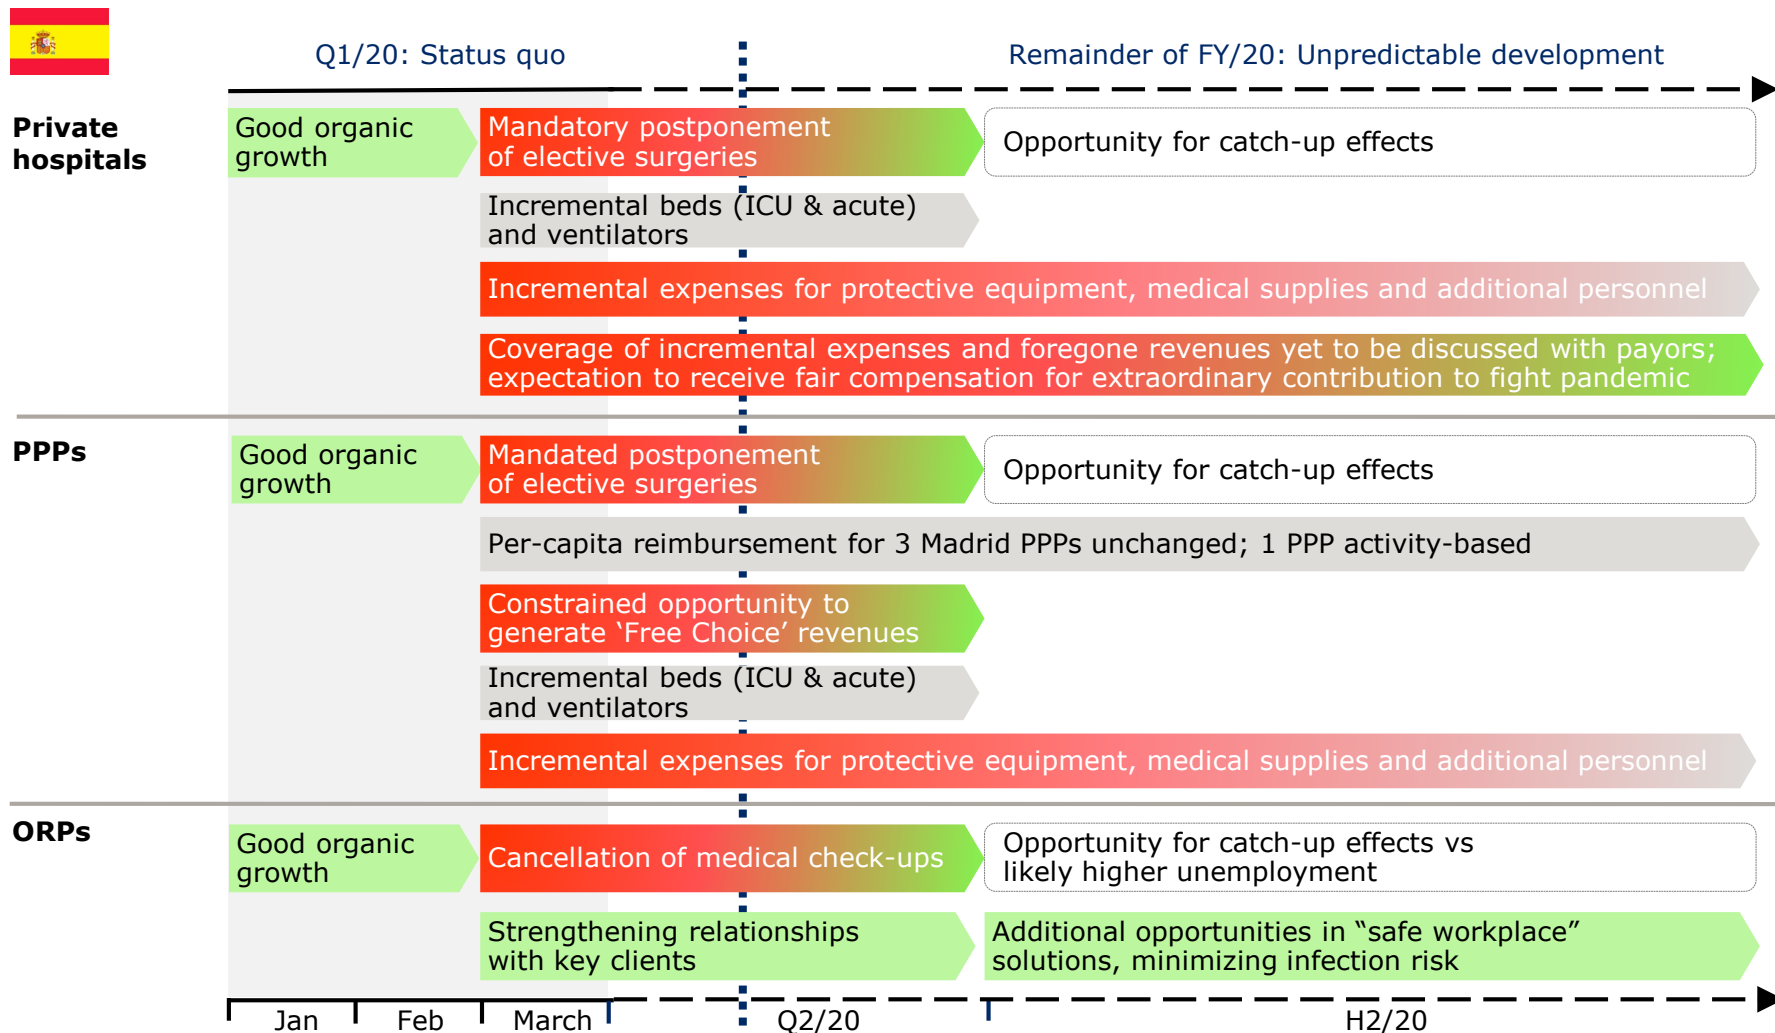 Q1/20: Status quo
Remainder of FY/20: Unpredictable development
Private
hospitals
Good organic
growth
Mandatory postponement
of elective surgeries
Opportunity for catch-up effects
Incremental beds (ICU & acute)
and ventilators
Incremental expenses for protective equipment, medical supplies and additional personnel
Coverage of incremental expenses and foregone revenues yet to be discussed with payors;
expectation to receive fair compensation for extraordinary contribution to fight pandemic
PPPs
Good organic
growth
Mandated postponement
of elective surgeries
Opportunity for catch-up effects
Per-capita reimbursement for 3 Madrid PPPs unchanged; 1 PPP activity-based
Constrained opportunity to
generate ‘Free Choice’ revenues
Incremental beds (ICU & acute)
and ventilators
Incremental expenses for protective equipment, medical supplies and additional personnel
ORPs
Good organic
growth
Cancellation of medical check-ups
Opportunity for catch-up effects vs
likely higher unemployment
Strengthening relationships
with key clients
Additional opportunities in “safe workplace”
solutions, minimizing infection risk
Jan
Feb
March
Q2/20
H2/20